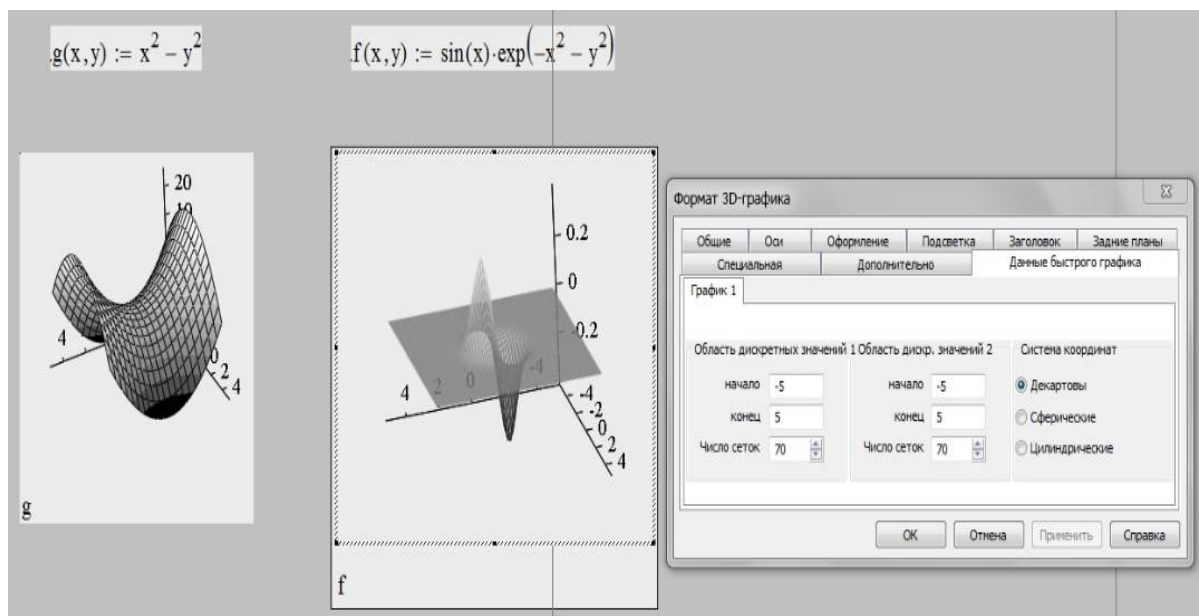 .g(x,y) := x² − y²
.f(x,y) := sin(x)·exp(−x² − y²)
20
10
4
0
2
4
g
0.2
0
-0.2
4
2
0
-4
-4
-2
0
2
4
f
Формат 3D-графика
Общие Оси Оформление Подсветка Заголовок Задние планы
Специальная Дополнительно Данные быстрого графика
График 1
Область дискретных значений 1 Область дискр. значений 2 Система координат
начало -5 начало -5 Декартовы
конец 5 конец 5 Сферические
Число сеток 70 Число сеток 70 Цилиндрические
OK Отмена Применить Справка